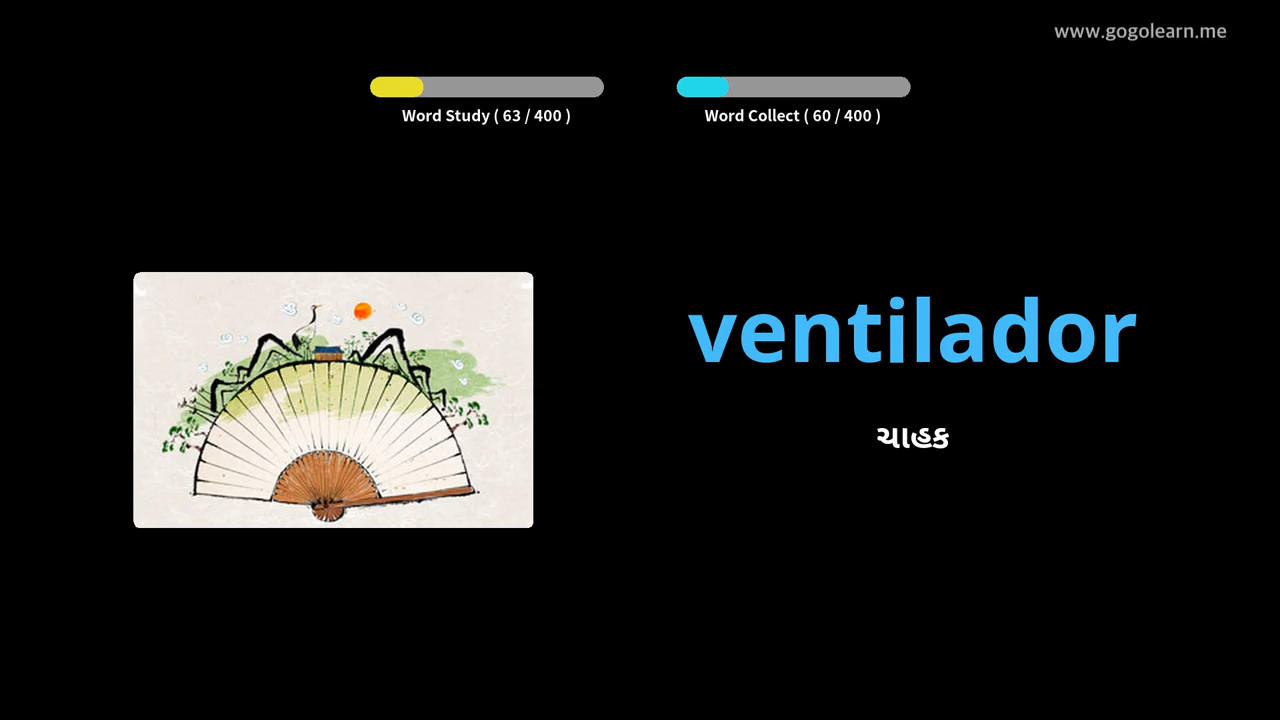 www.gogolearn.me
Word Study ( 63 / 400 )
Word Collect ( 60 / 400 )
ventilador
ચાહક